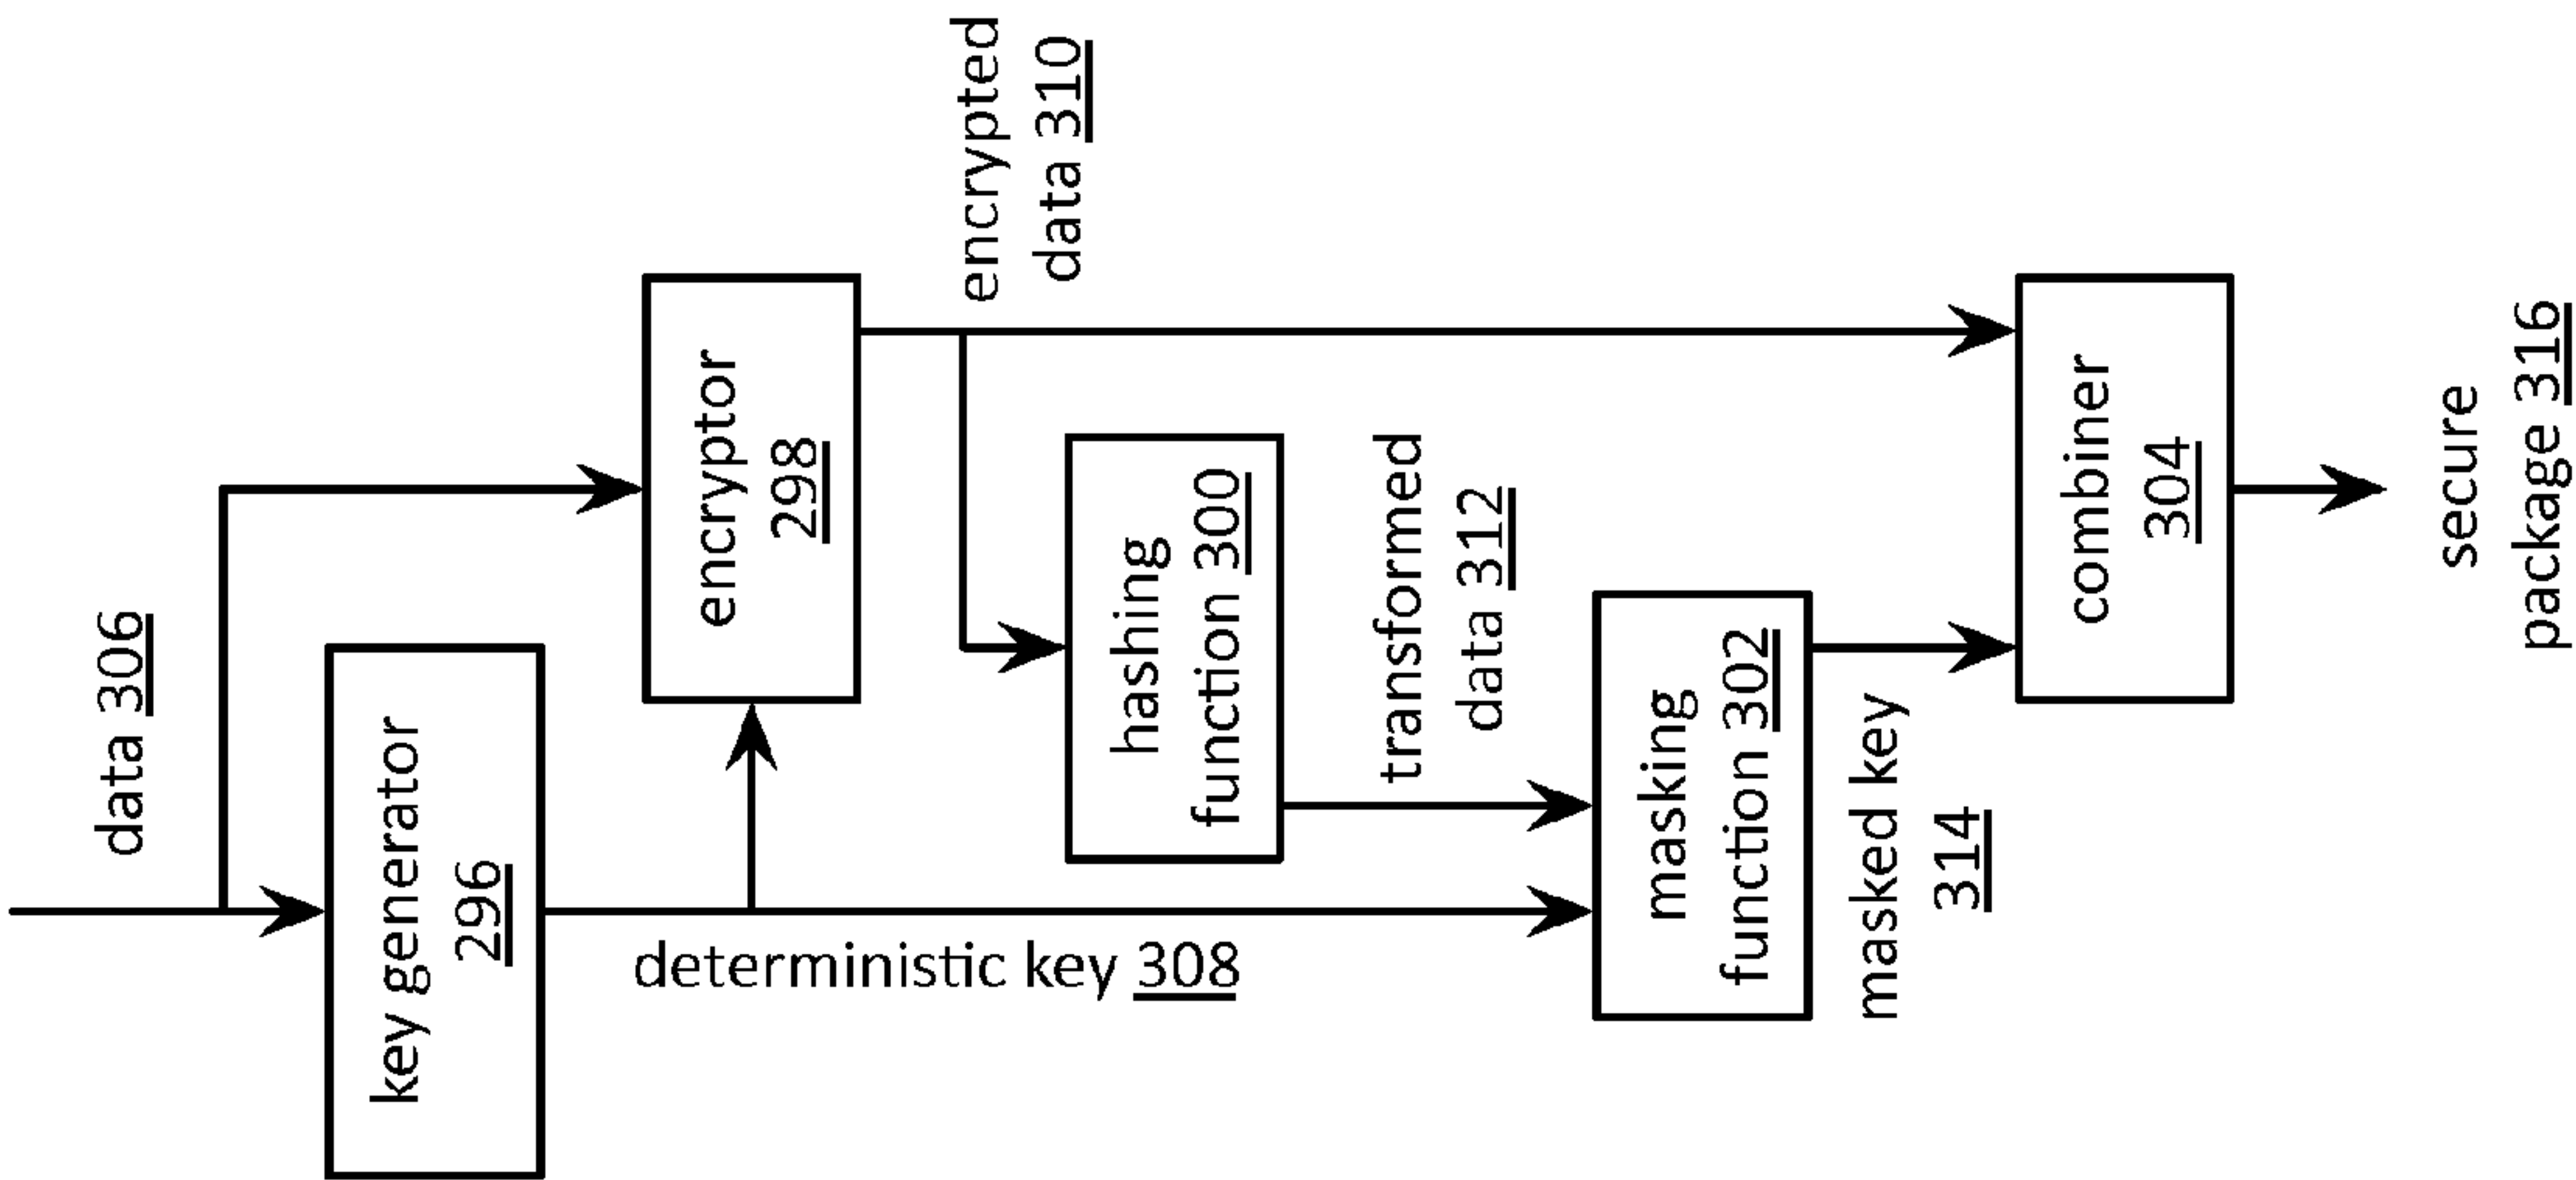 data 306
key generator
296
encryptor
298
encrypted
data 310
deterministic key 308
hashing
function 300
transformed
data 312
masking
function 302
masked key
314
combiner
304
secure
package 316